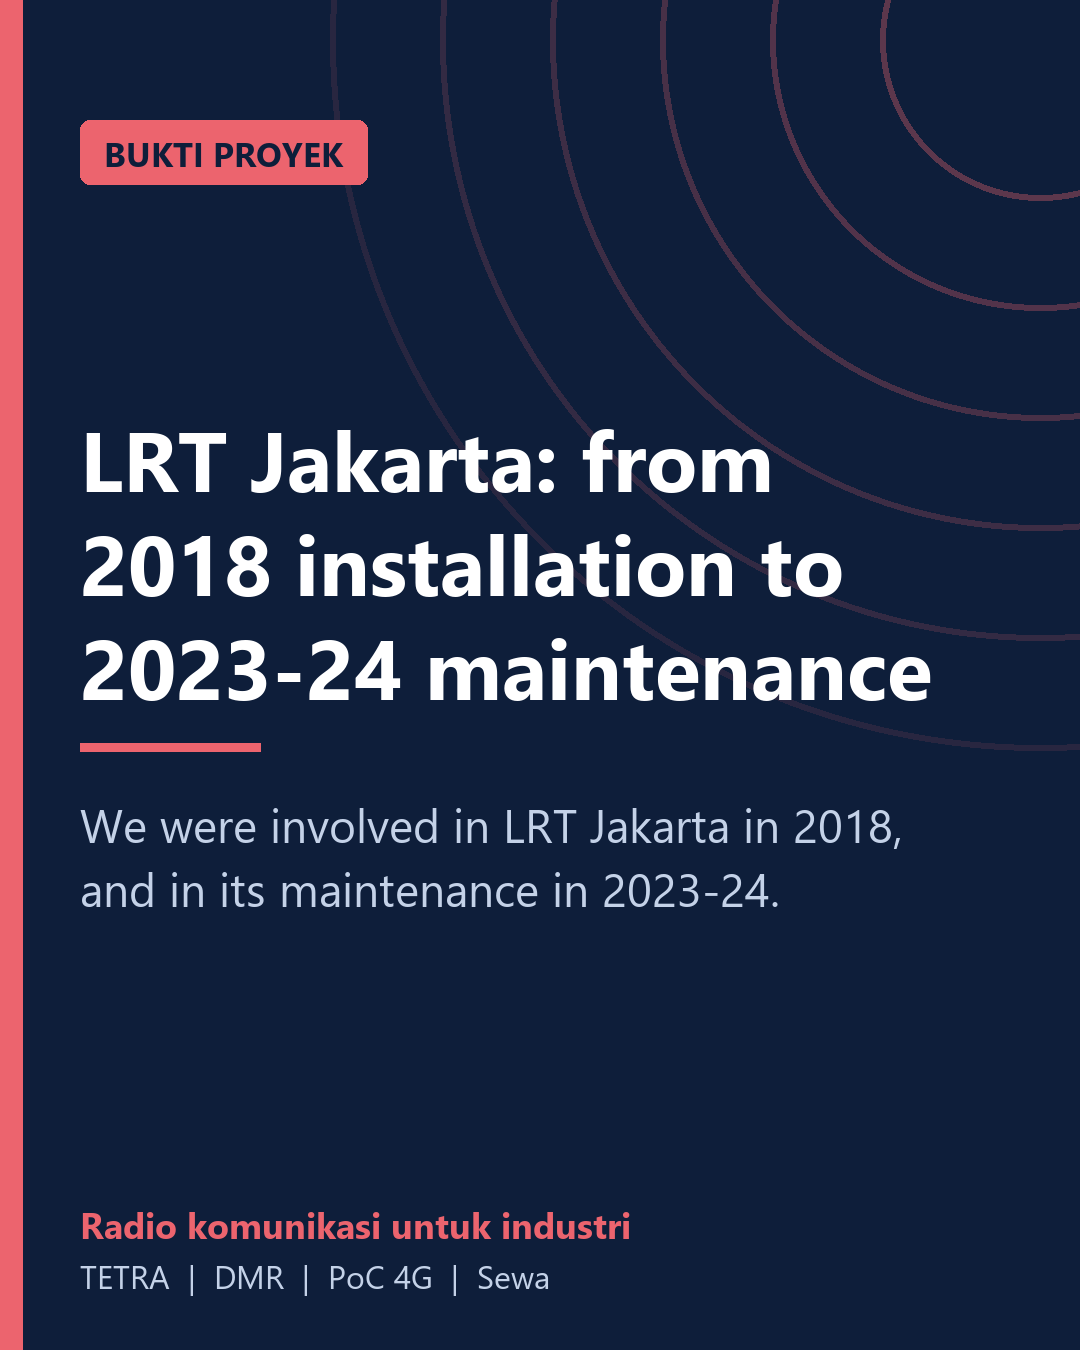 BUKTI PROYEK
LRT Jakarta: from
2018 installation to
2023-24 maintenance
We were involved in LRT Jakarta in 2018,
and in its maintenance in 2023-24.
Radio komunikasi untuk industri
TETRA | DMR | PoC 4G | Sewa